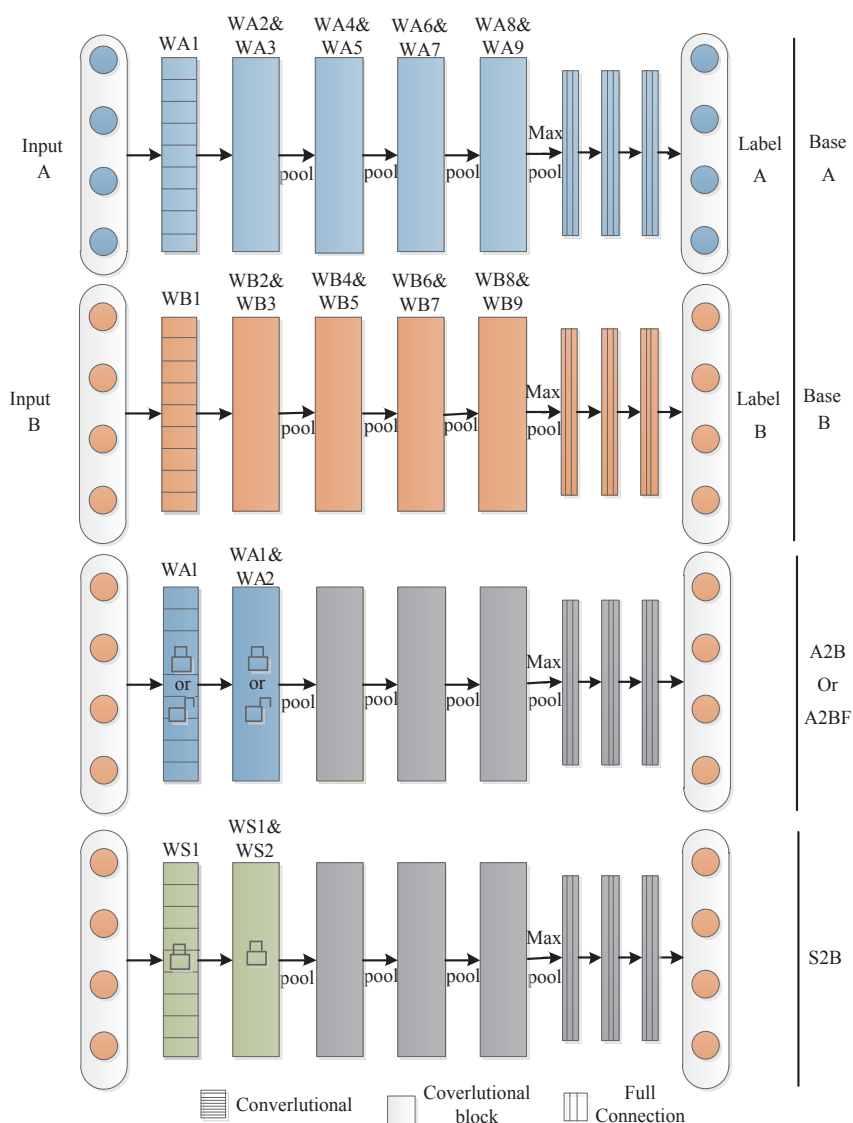 WA1
WA2&
WA3
WA4&
WA5
WA6&
WA7
WA8&
WA9
Input
A
pool
pool
pool
Max
pool
Label
A
Base
A
WB1
WB2&
WB3
WB4&
WB5
WB6&
WB7
WB8&
WB9
Input
B
pool
pool
pool
Max
pool
Label
B
Base
B
WA1
WA1&
WA2
or
or
pool
pool
pool
Max
pool
A2B
Or
A2BF
WS1
WS1&
WS2
pool
pool
pool
Max
pool
S2B
Converlutional
Coverlutional
block
Full
Connection